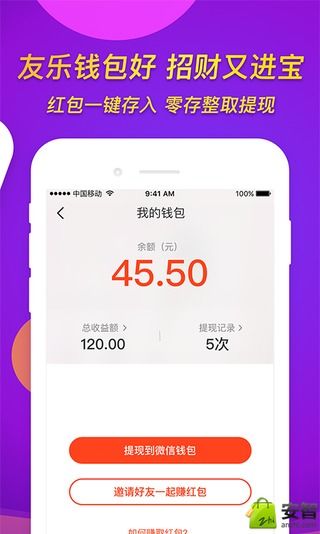 友乐钱包好 招财又进宝
红包一键存入 零存整取提现
中国移动 9:41 AM 100%
我的钱包
余额（元）
45.50
总收益额 提现记录
120.00 5次
提现到微信钱包
邀请好友一起赚红包
如何赚取红包?
zhi 安智